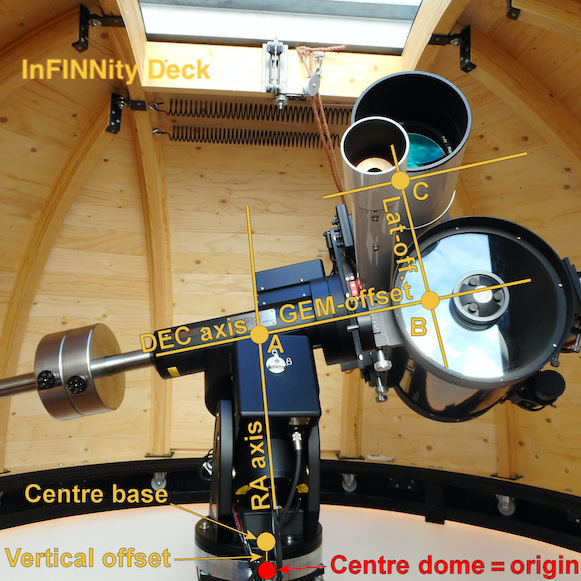 InFINNity Deck
C
Lat-off.
GEM-offset
B
DEC axis
A
RA axis
Centre base
Vertical offset
Centre dome = origin